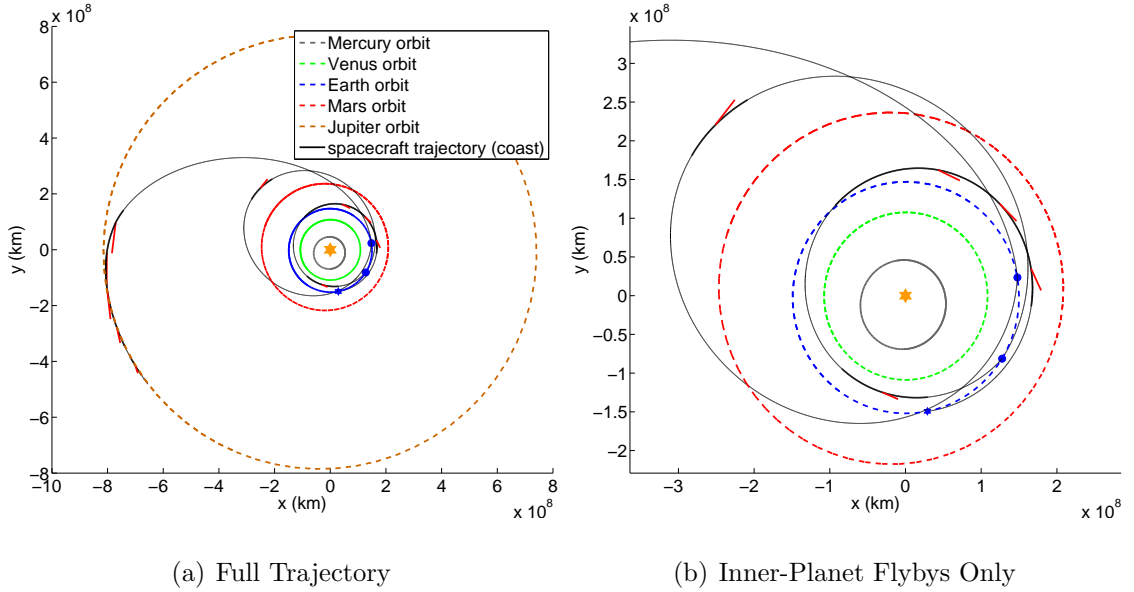 x 10^8
8
6
4
2
0
−2
−4
−6
−8
y (km)
−10 −8 −6 −4 −2 0 2 4 6 8
x (km)
x 10^8
Mercury orbit
Venus orbit
Earth orbit
Mars orbit
Jupiter orbit
spacecraft trajectory (coast)
(a) Full Trajectory
x 10^8
3
2.5
2
1.5
1
0.5
0
−0.5
−1
−1.5
−2
y (km)
−3 −2 −1 0 1 2
x (km)
x 10^8
(b) Inner-Planet Flybys Only